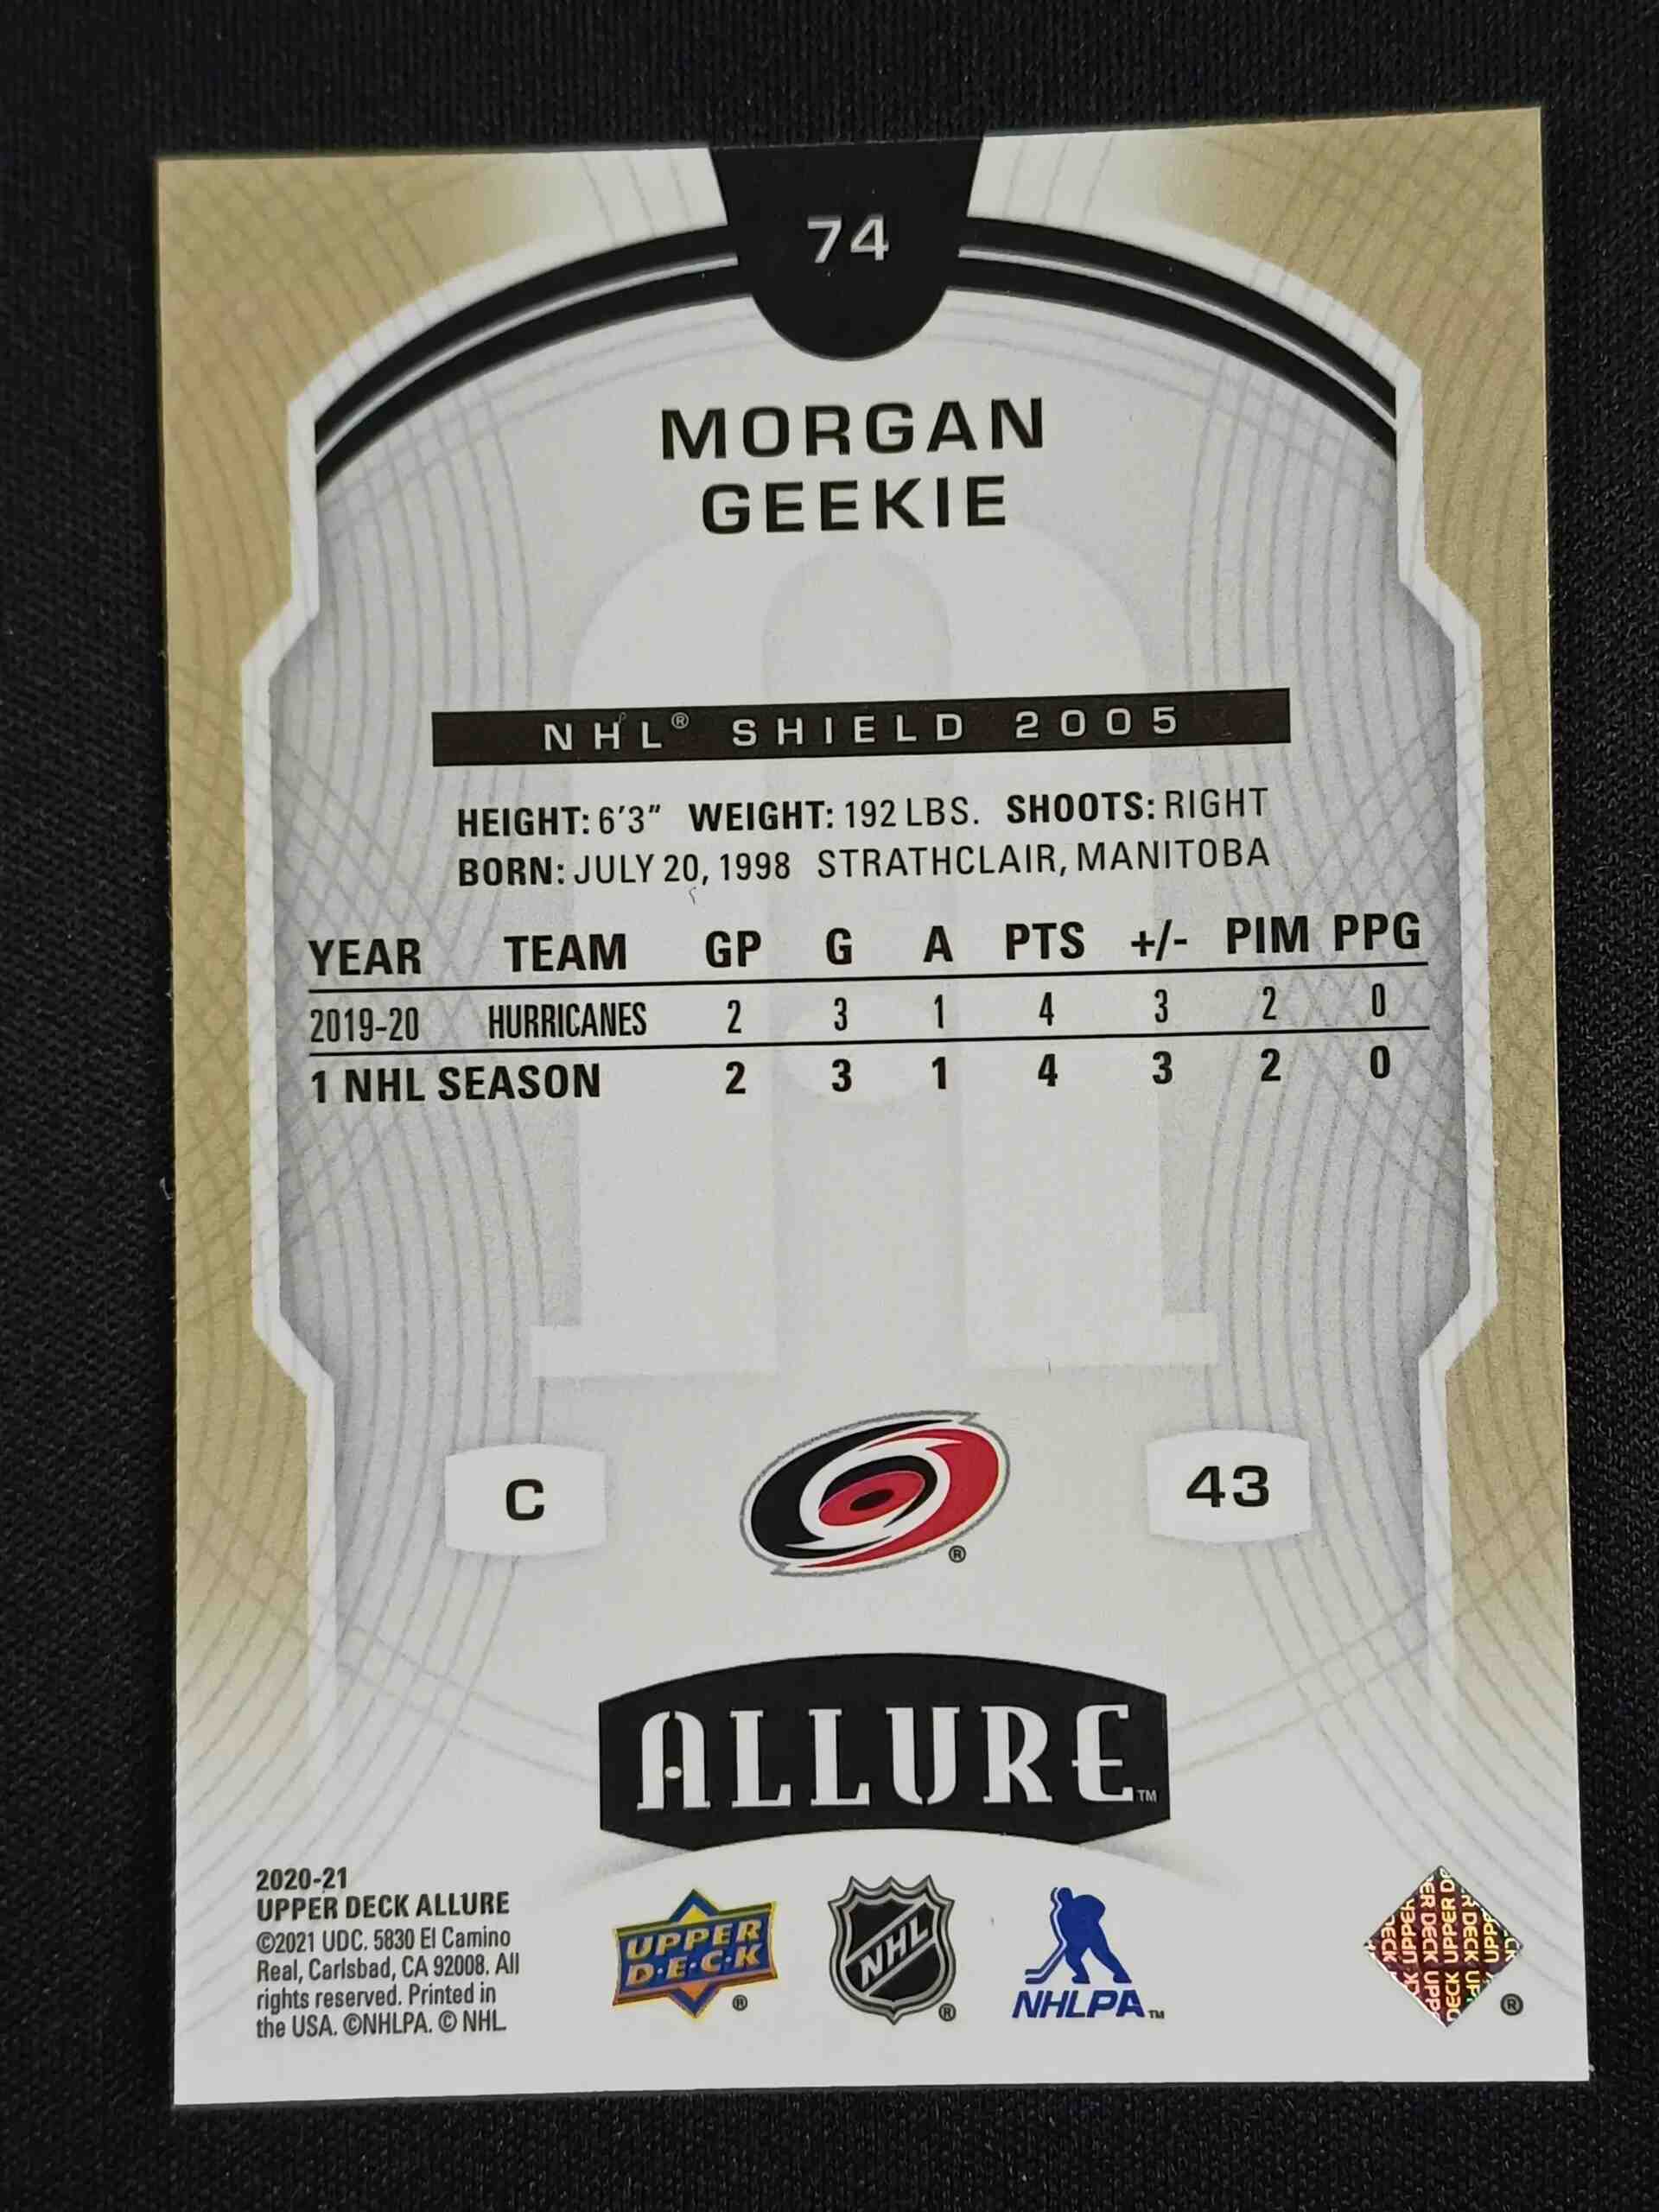 74
MORGAN
GEEKIE
NHL® SHIELD 2005
HEIGHT: 6'3" WEIGHT: 192 LBS. SHOOTS: RIGHT
BORN: JULY 20, 1998 STRATHCLAIR, MANITOBA
YEAR TEAM GP G A PTS +/- PIM PPG
2019-20 HURRICANES 2 3 1 4 3 2 0
1 NHL SEASON 2 3 1 4 3 2 0
C
®
43
ALLURE™
2020-21
UPPER DECK ALLURE
©2021 UDC. 5830 El Camino
Real, Carlsbad, CA 92008. All
rights reserved. Printed in
the USA. ©NHLPA. © NHL
UPPER
D·E·C·K
®
NHL
®
NHLPA™
UPPER DECK
®